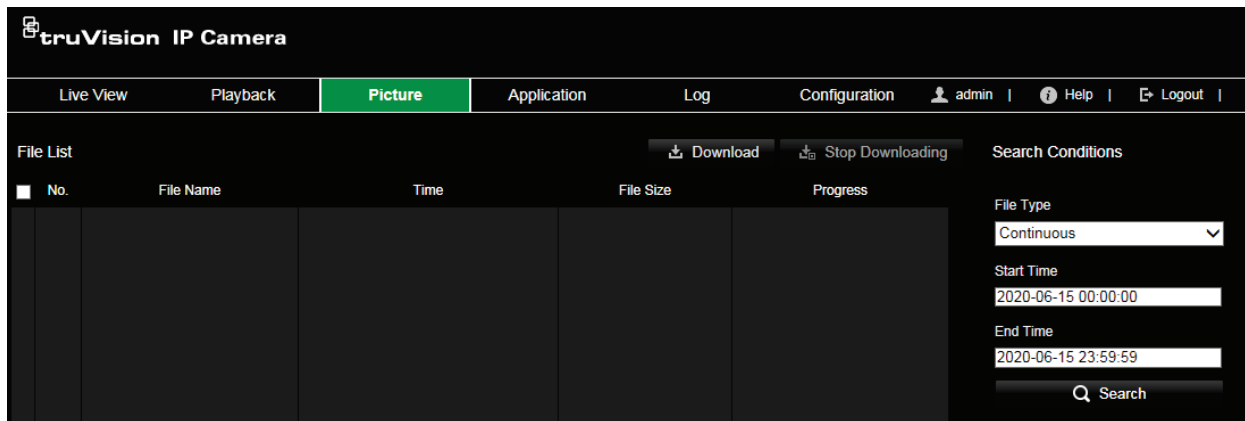 truVision IP Camera
Live View Playback Picture Application Log Configuration admin | Help | Logout |
File List Download Stop Downloading Search Conditions
No. File Name Time File Size Progress
File Type
Continuous
Start Time
2020-06-15 00:00:00
End Time
2020-06-15 23:59:59
Search